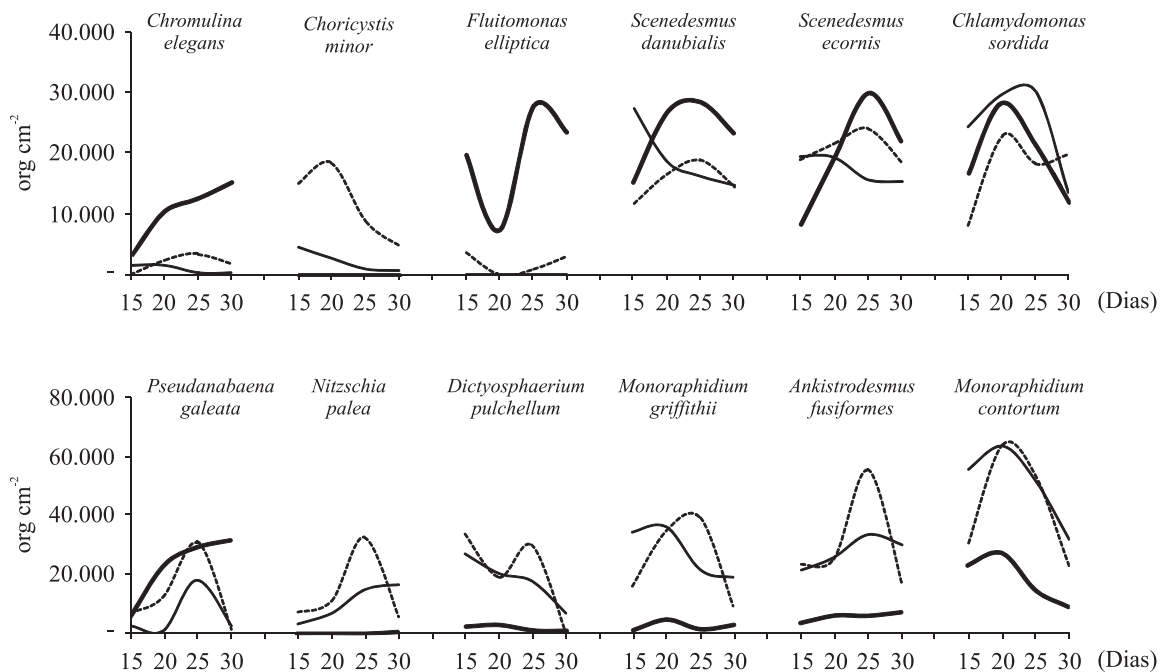 Chromulina
elegans
Choricystis
minor
Fluitomonas
elliptica
Scenedesmus
danubialis
Scenedesmus
ecornis
Chlamydomonas
sordida
40.000
30.000
20.000
10.000
–
org cm-2
15 20 25 30 15 20 25 30 15 20 25 30 15 20 25 30 15 20 25 30 15 20 25 30 (Dias)
Pseudanabaena
galeata
Nitzschia
palea
Dictyosphaerium
pulchellum
Monoraphidium
griffithii
Ankistrodesmus
fusiformes
Monoraphidium
contortum
80.000
60.000
40.000
20.000
–
org cm-2
15 20 25 30 15 20 25 30 15 20 25 30 15 20 25 30 15 20 25 30 15 20 25 30 (Dias)